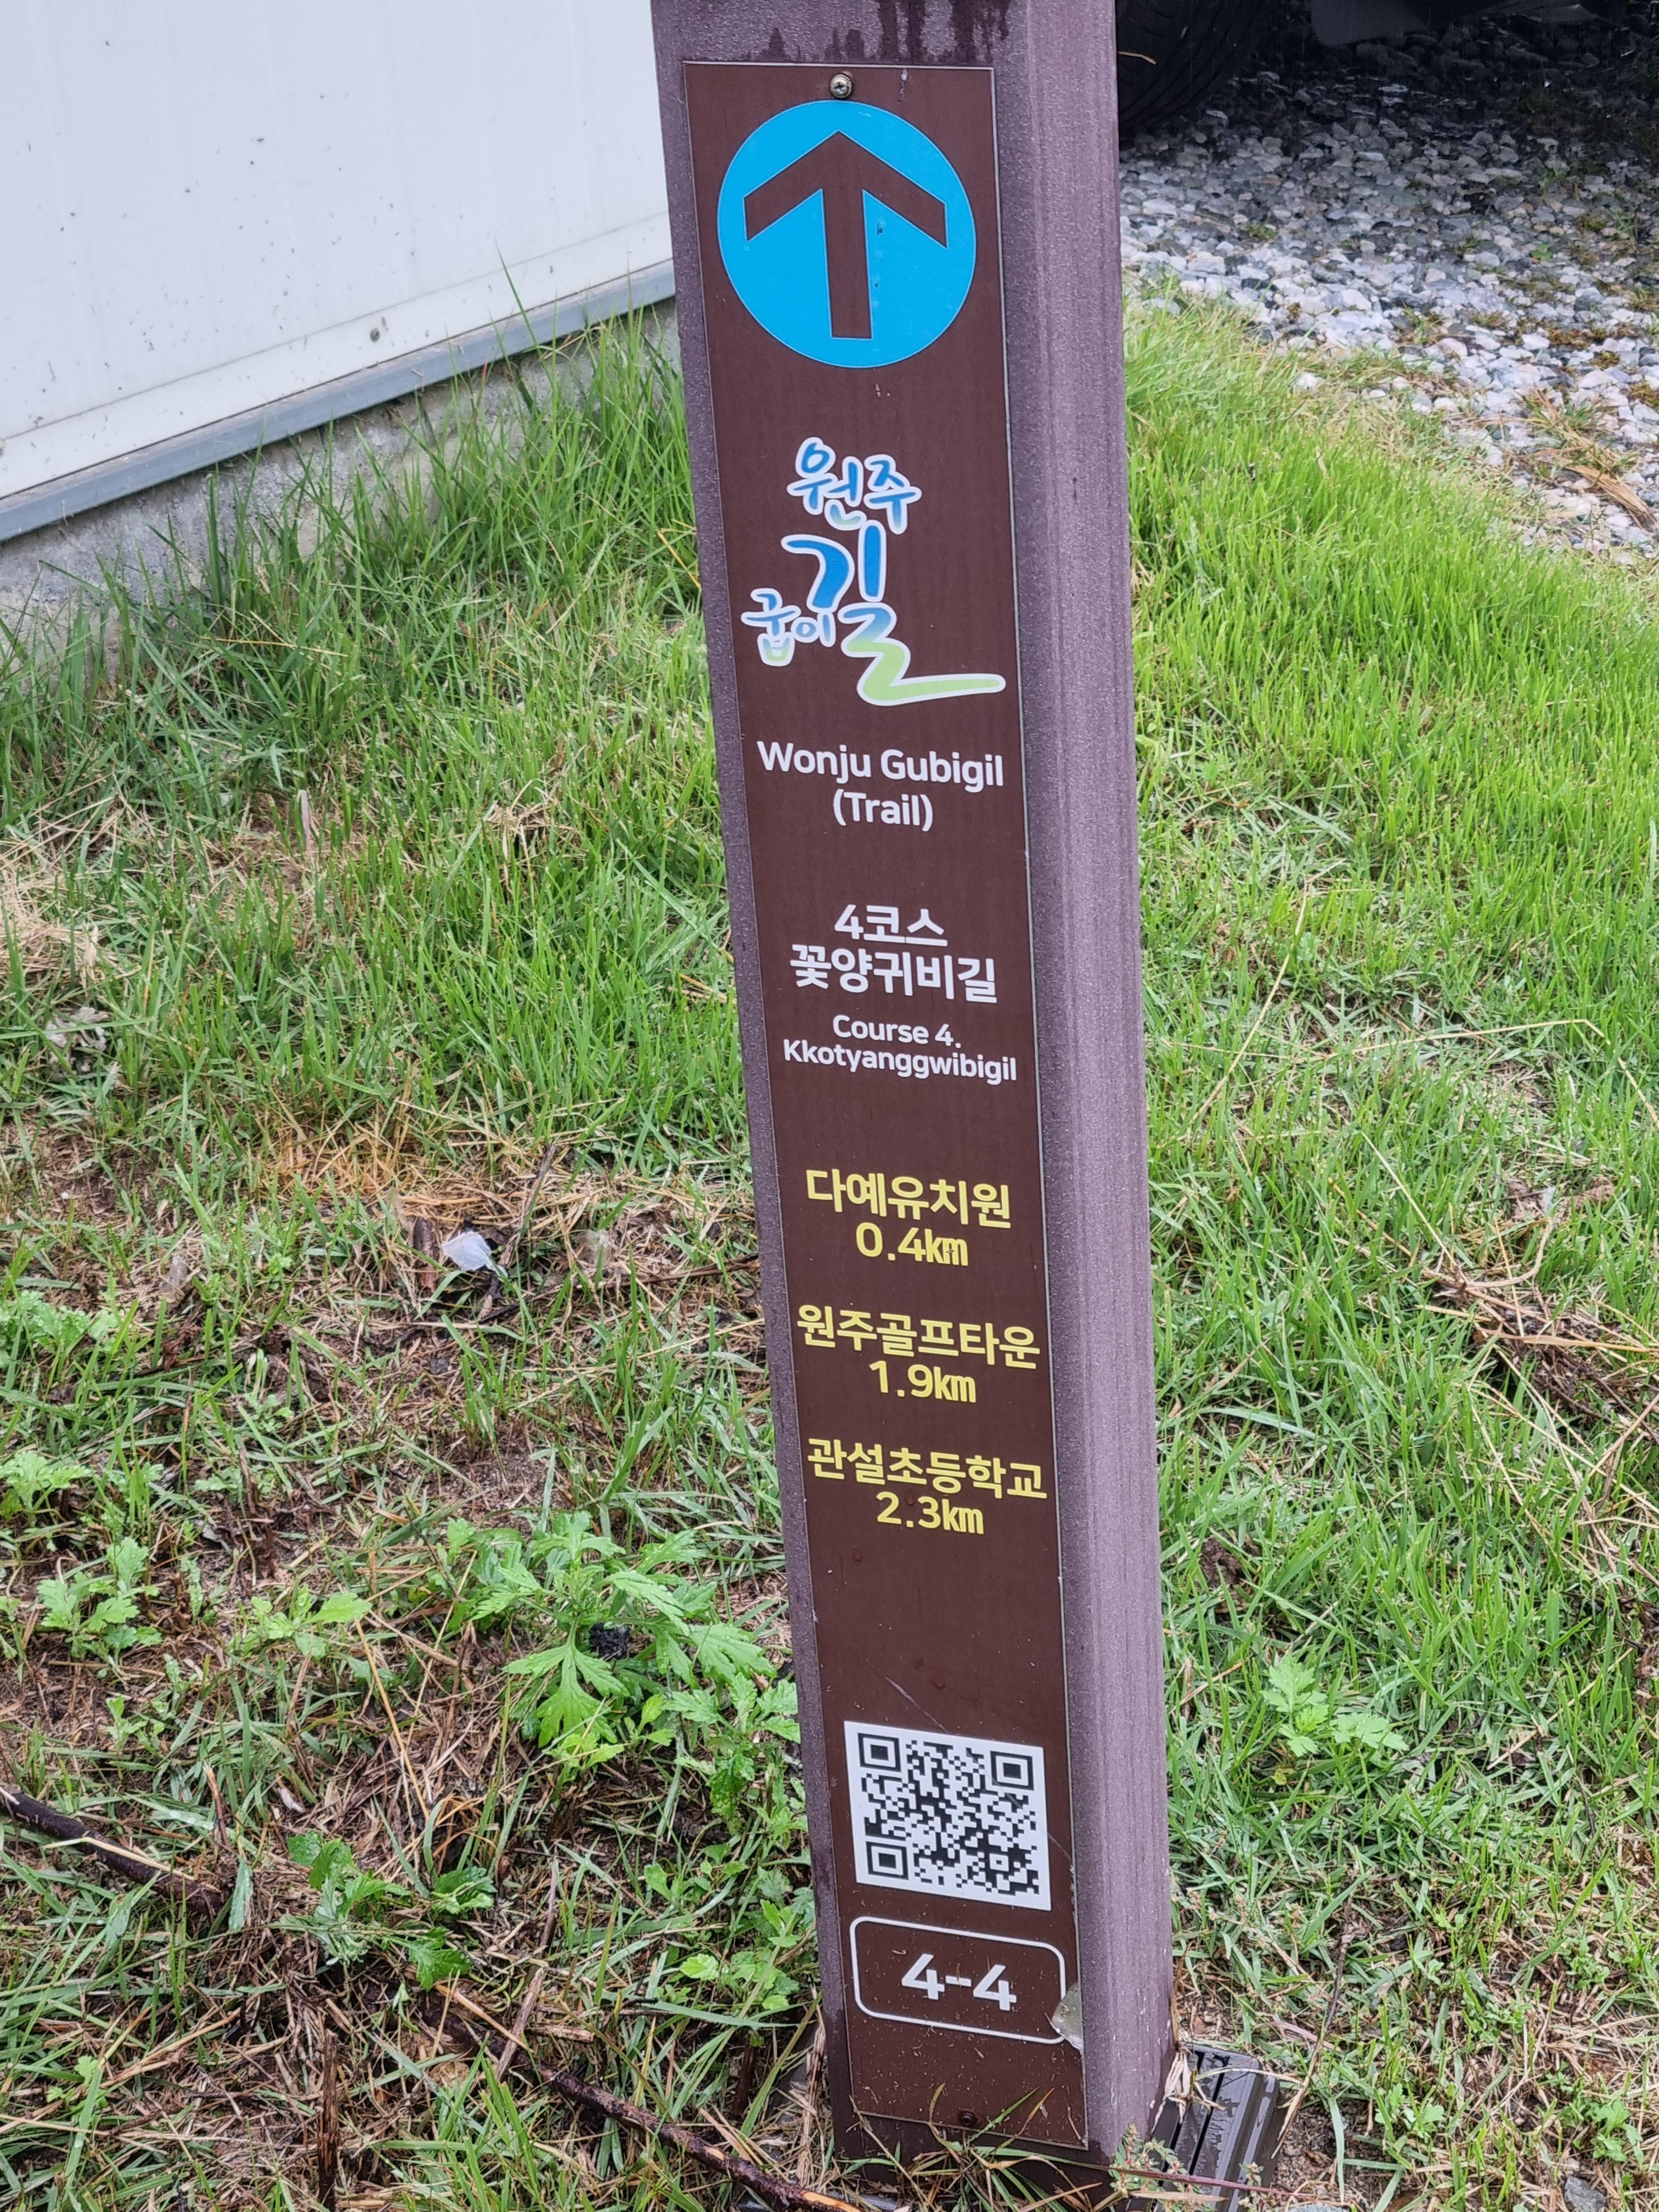 원주
굽이길
Wonju Gubigil
(Trail)
4코스
꽃양귀비길
Course 4.
Kkotyanggwibigil
다예유치원
0.4㎞
원주골프타운
1.9㎞
관설초등학교
2.3㎞
4-4